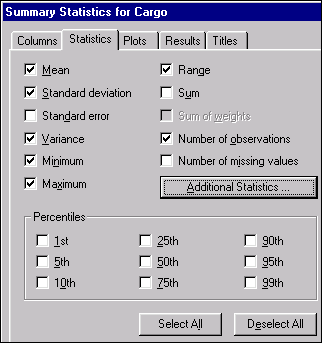 Summary Statistics for Cargo
Columns Statistics Plots Results Titles
Mean Range
Standard deviation Sum
Standard error Sum of weights
Variance Number of observations
Minimum Number of missing values
Maximum Additional Statistics ...
Percentiles
1st 25th 90th
5th 50th 95th
10th 75th 99th
Select All Deselect All